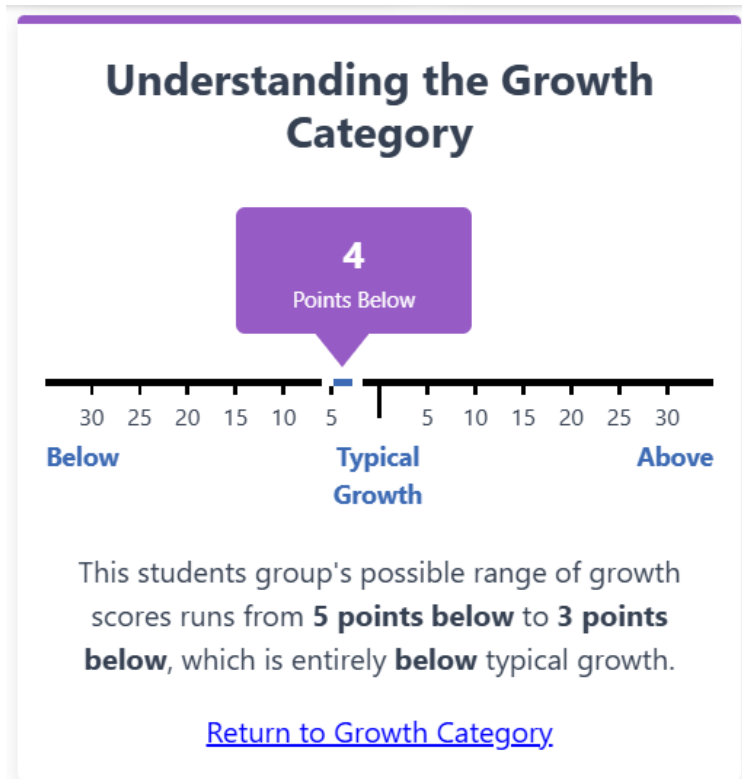 Understanding the Growth
Category
4
Points Below
30 25 20 15 10 5 5 10 15 20 25 30
Below Typical Above
Growth
This students group's possible range of growth
scores runs from 5 points below to 3 points
below, which is entirely below typical growth.
Return to Growth Category